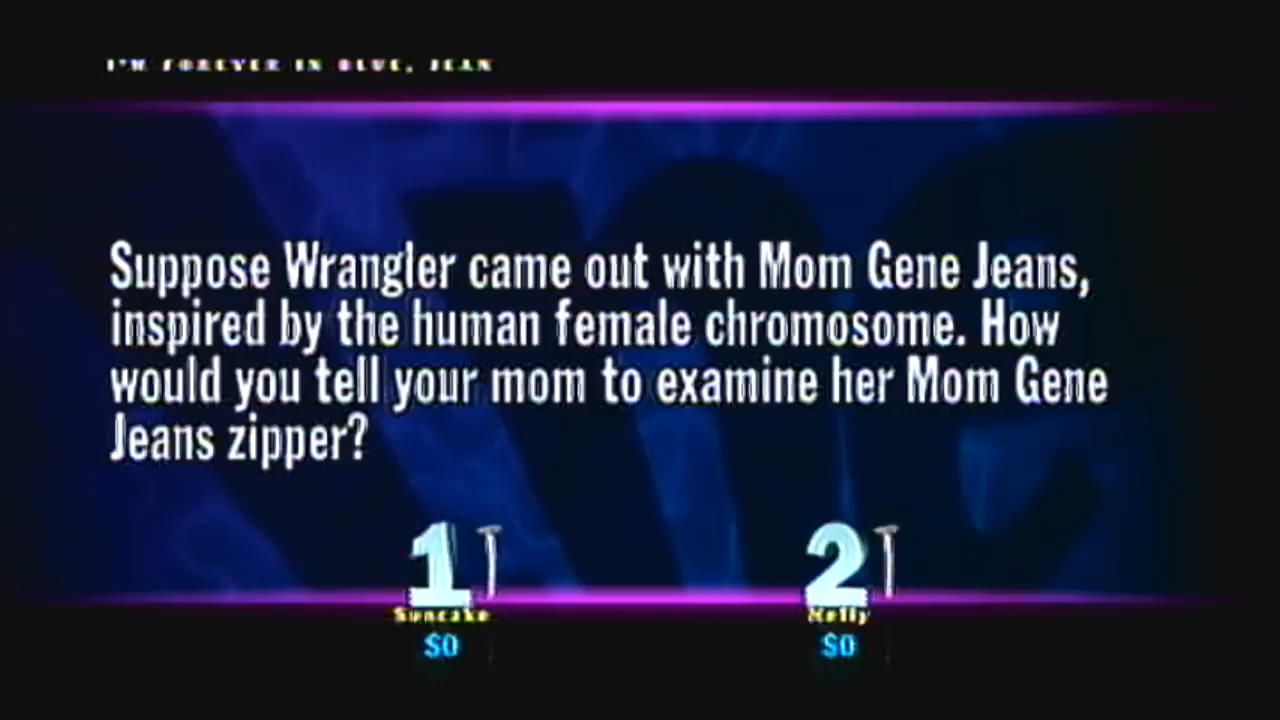 I'M FOREVER IN BLUE, JEAN
Suppose Wrangler came out with Mom Gene Jeans,
inspired by the human female chromosome. How
would you tell your mom to examine her Mom Gene
Jeans zipper?
1 2
Suncake Nelly
$0 $0